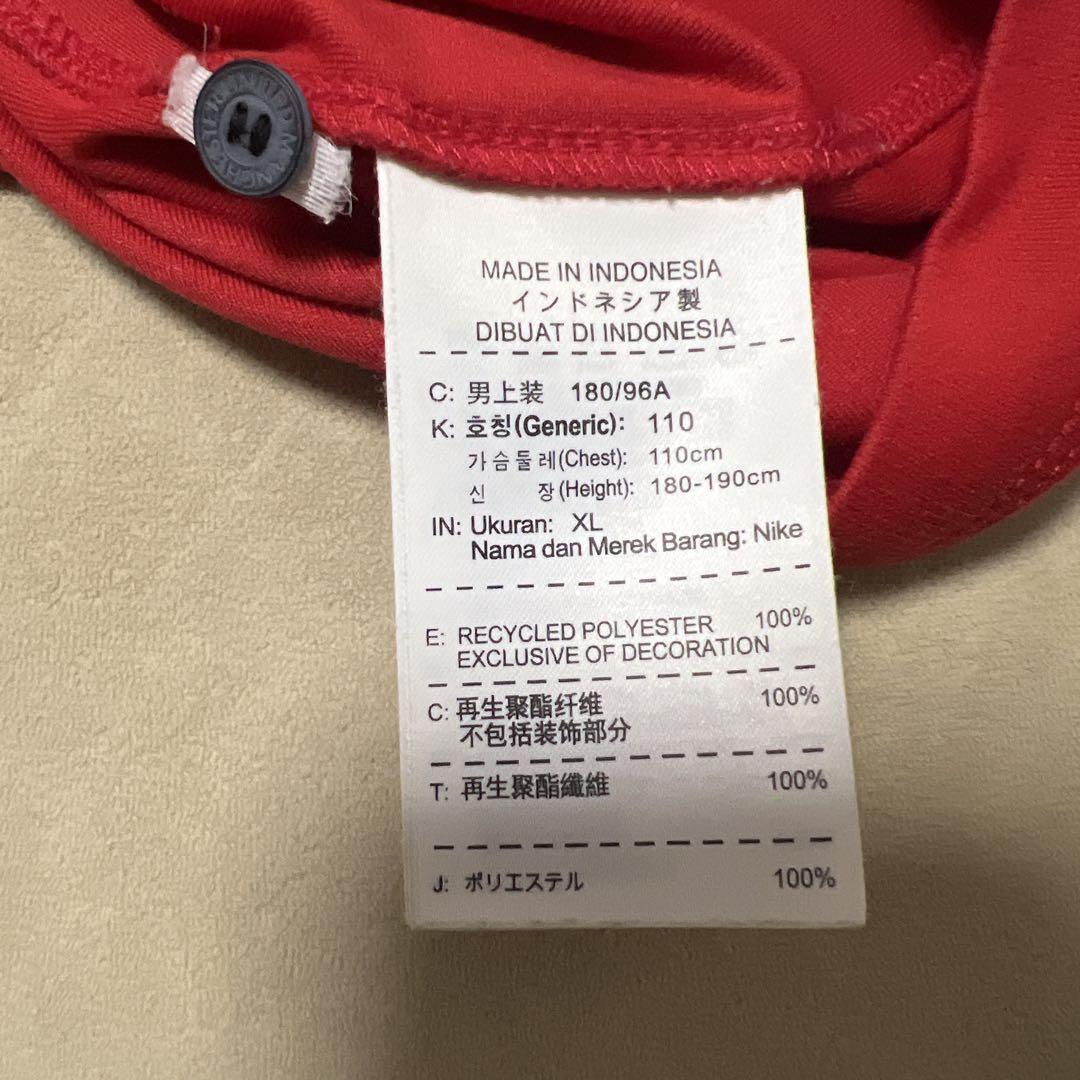 MANCHESTER UNITED
MADE IN INDONESIA
インドネシア製
DIBUAT DI INDONESIA
C: 男上装 180/96A
K: 호칭(Generic): 110
가슴둘레(Chest): 110cm
신 장(Height): 180-190cm
IN: Ukuran: XL
Nama dan Merek Barang: Nike
E: RECYCLED POLYESTER 100%
EXCLUSIVE OF DECORATION
C: 再生聚酯纤维 100%
不包括装饰部分
T: 再生聚酯纖維 100%
J: ポリエステル 100%